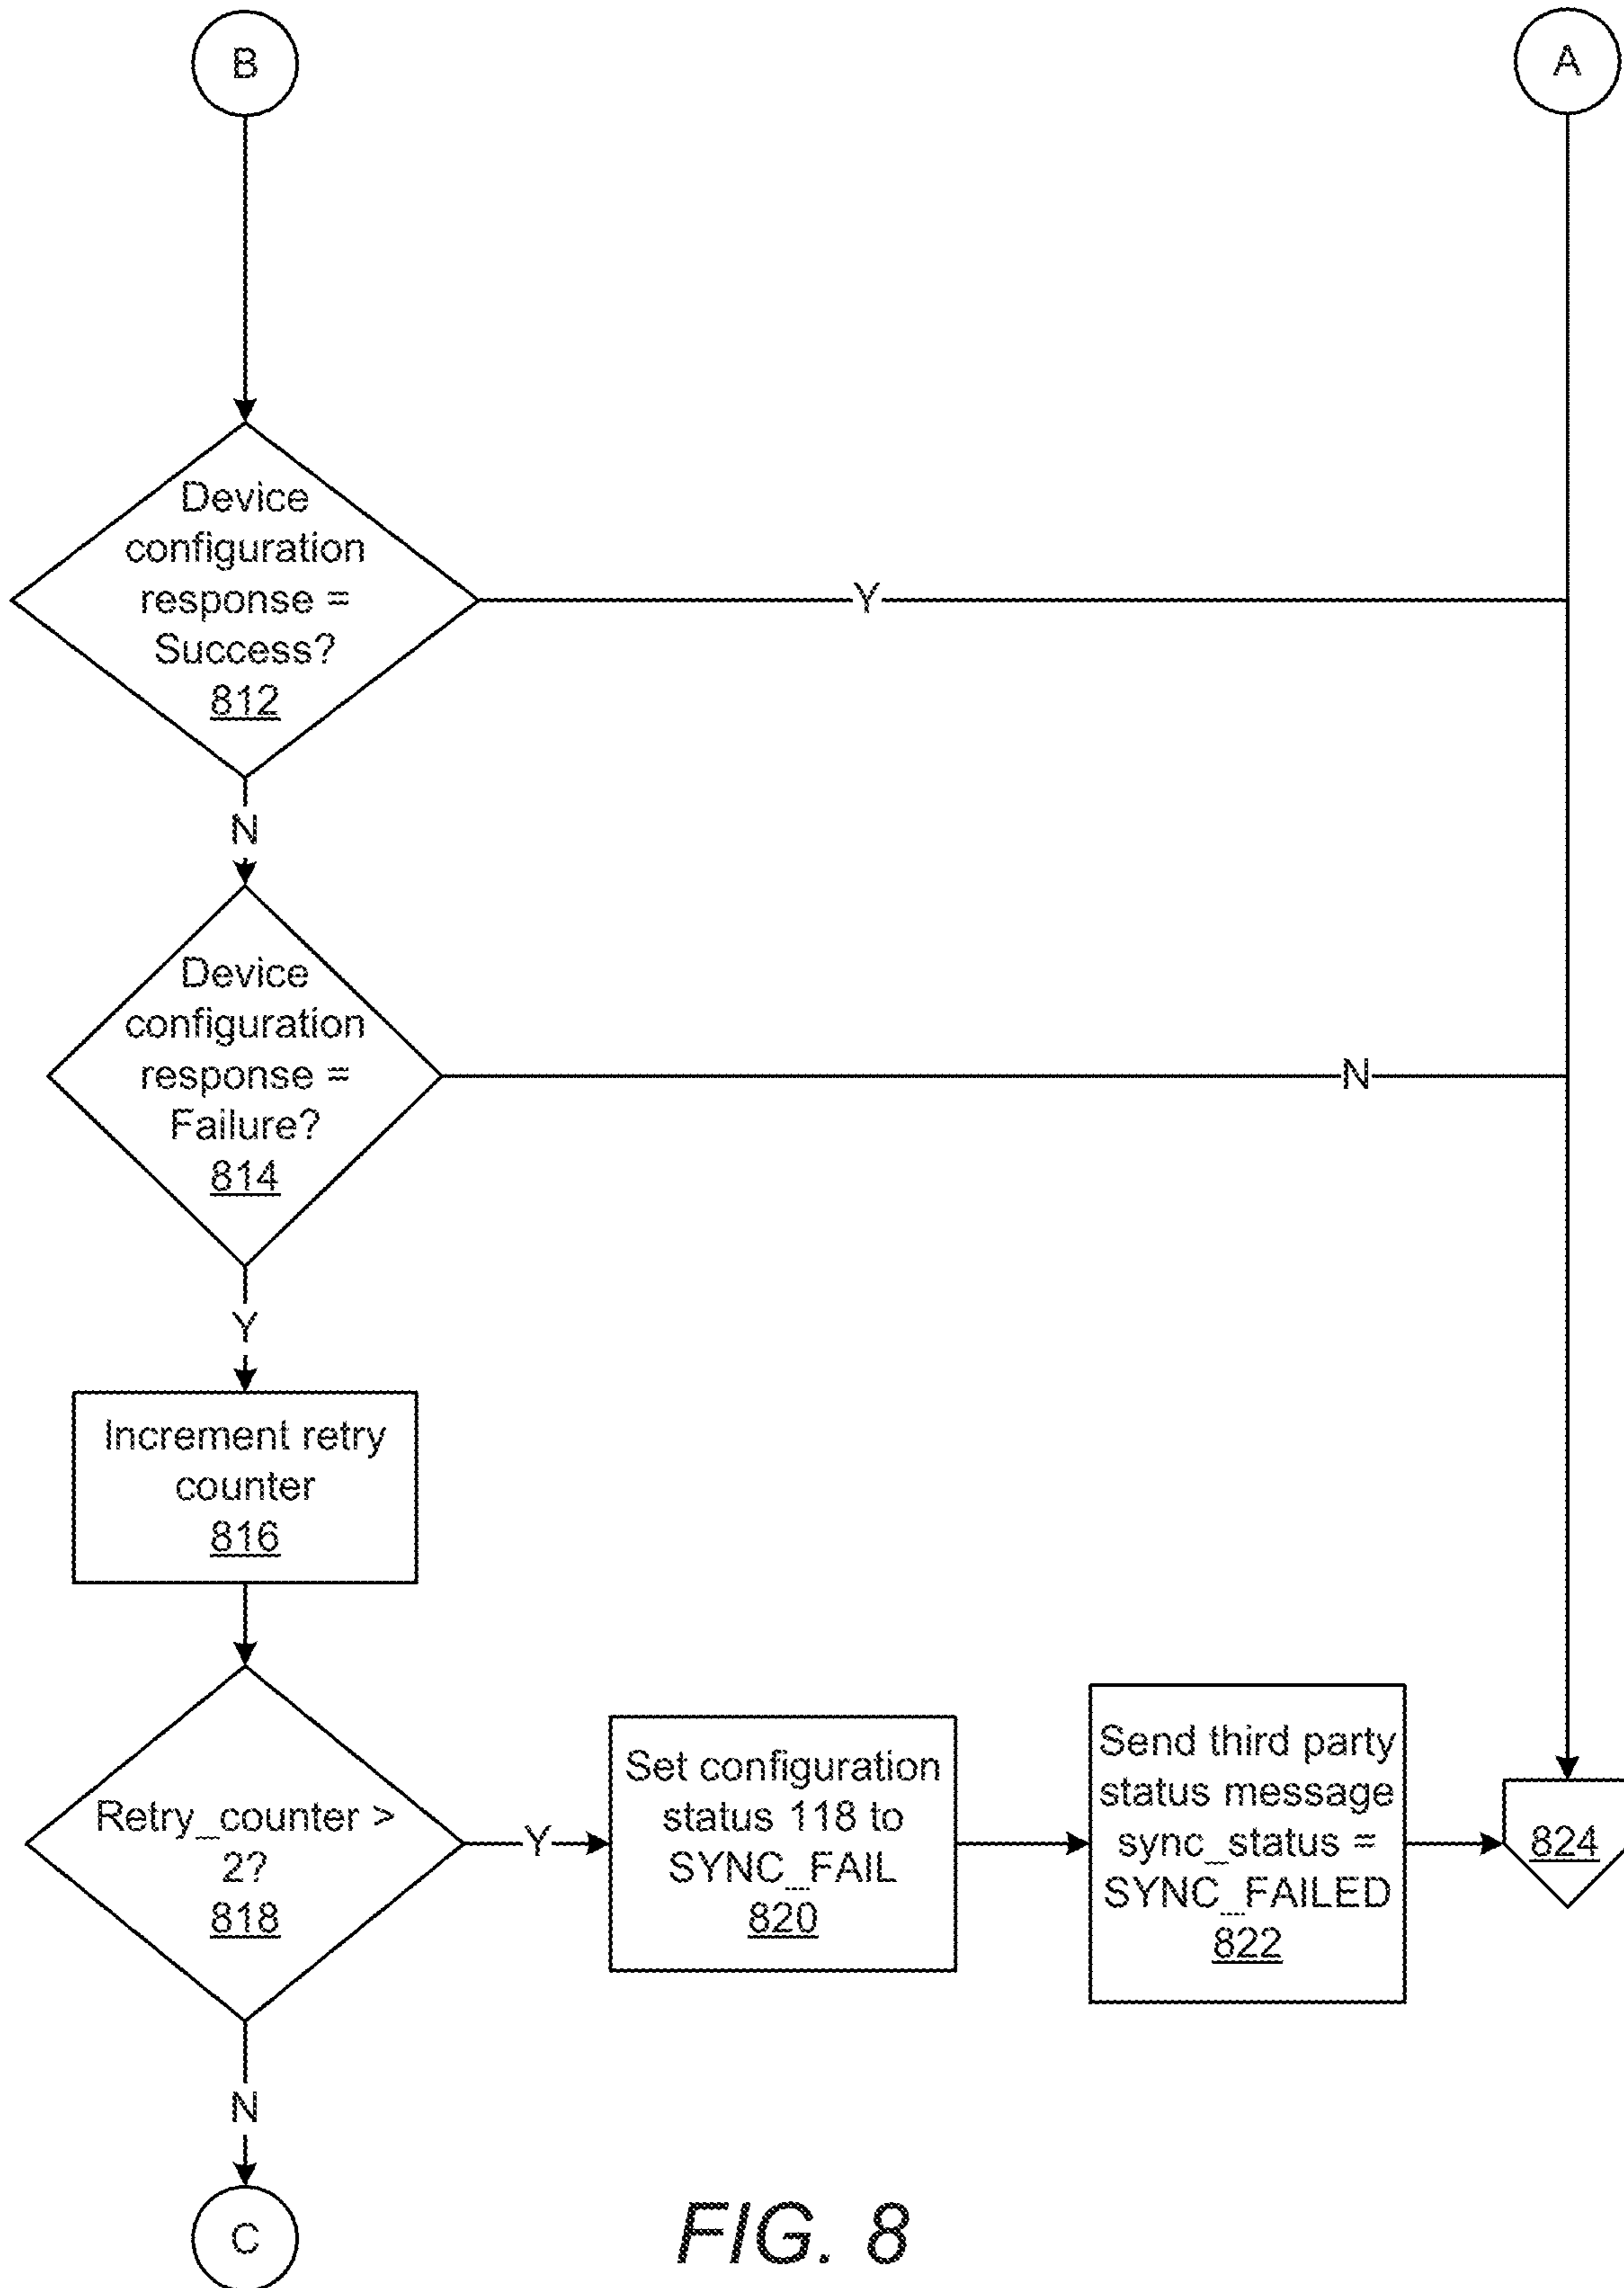 B
A
Device
configuration
response =
Success?
812
Y
N
Device
configuration
response =
Failure?
814
N
Y
Increment retry
counter
816
Retry_counter >
2?
818
Y
Set configuration
status 118 to
SYNC_FAIL
820
Send third party
status message
sync_status =
SYNC_FAILED
822
824
N
C
FIG. 8